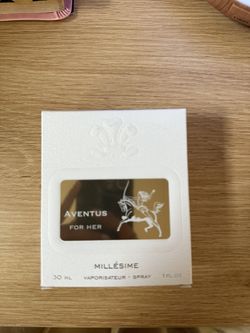 AVENTUS
FOR HER
MILLÉSIME
30 ML VAPORISATEUR - SPRAY 1 FL.OZ